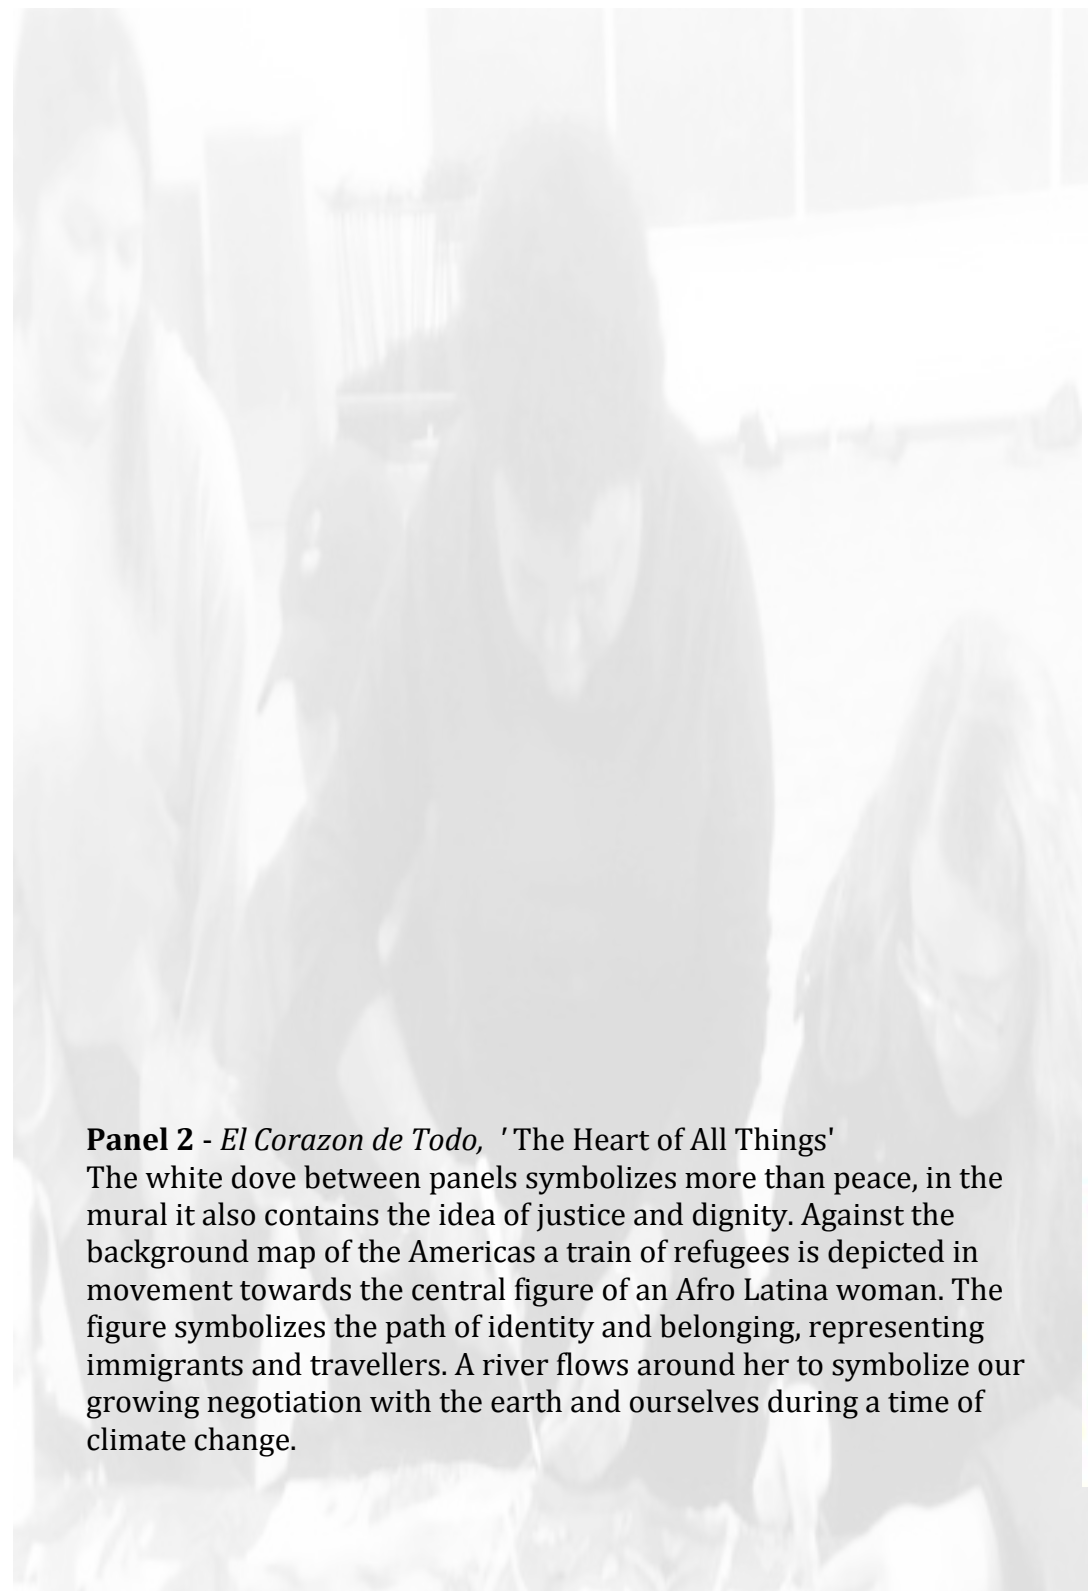 Panel 2 - El Corazon de Todo, 'The Heart of All Things'
The white dove between panels symbolizes more than peace, in the
mural it also contains the idea of justice and dignity. Against the
background map of the Americas a train of refugees is depicted in
movement towards the central figure of an Afro Latina woman. The
figure symbolizes the path of identity and belonging, representing
immigrants and travellers. A river flows around her to symbolize our
growing negotiation with the earth and ourselves during a time of
climate change.